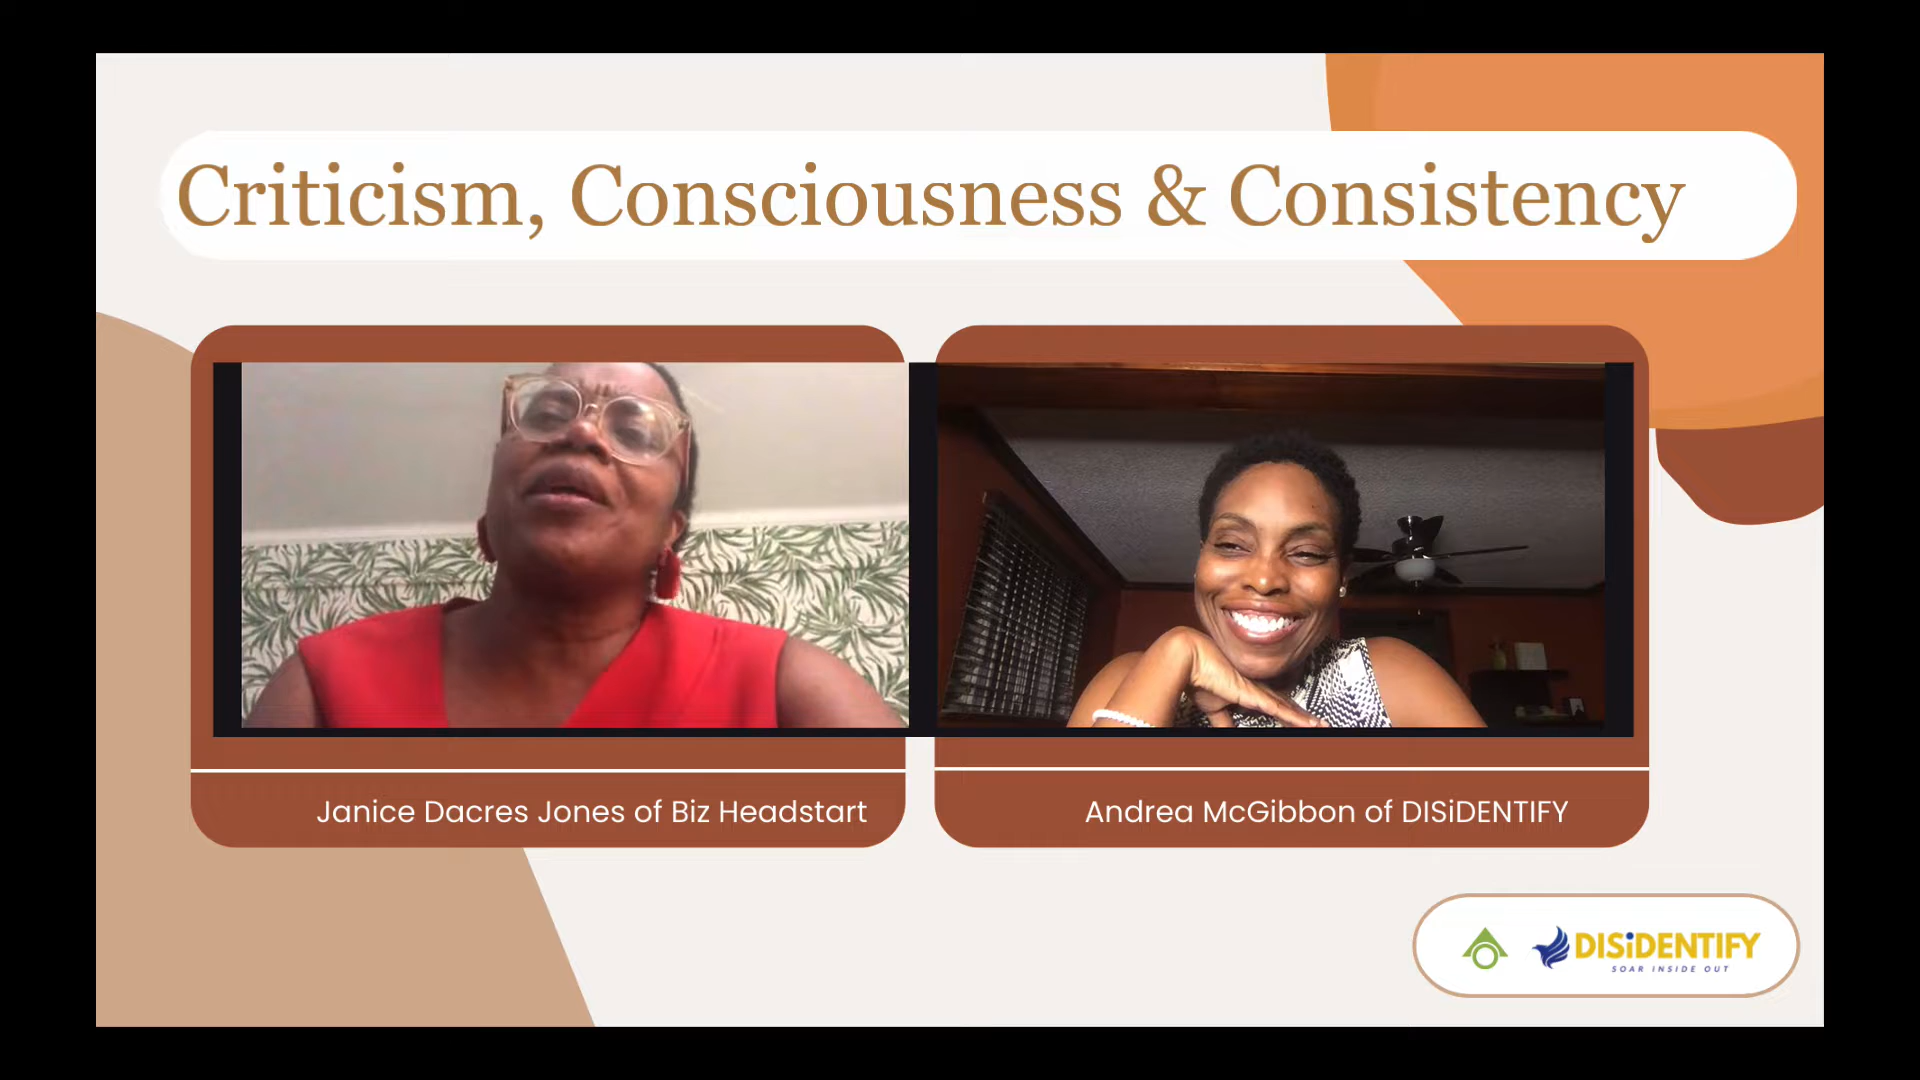 Criticism, Consciousness & Consistency
Janice Dacres Jones of Biz Headstart
Andrea McGibbon of DISiDENTIFY
DISiDENTIFY
SOAR INSIDE OUT